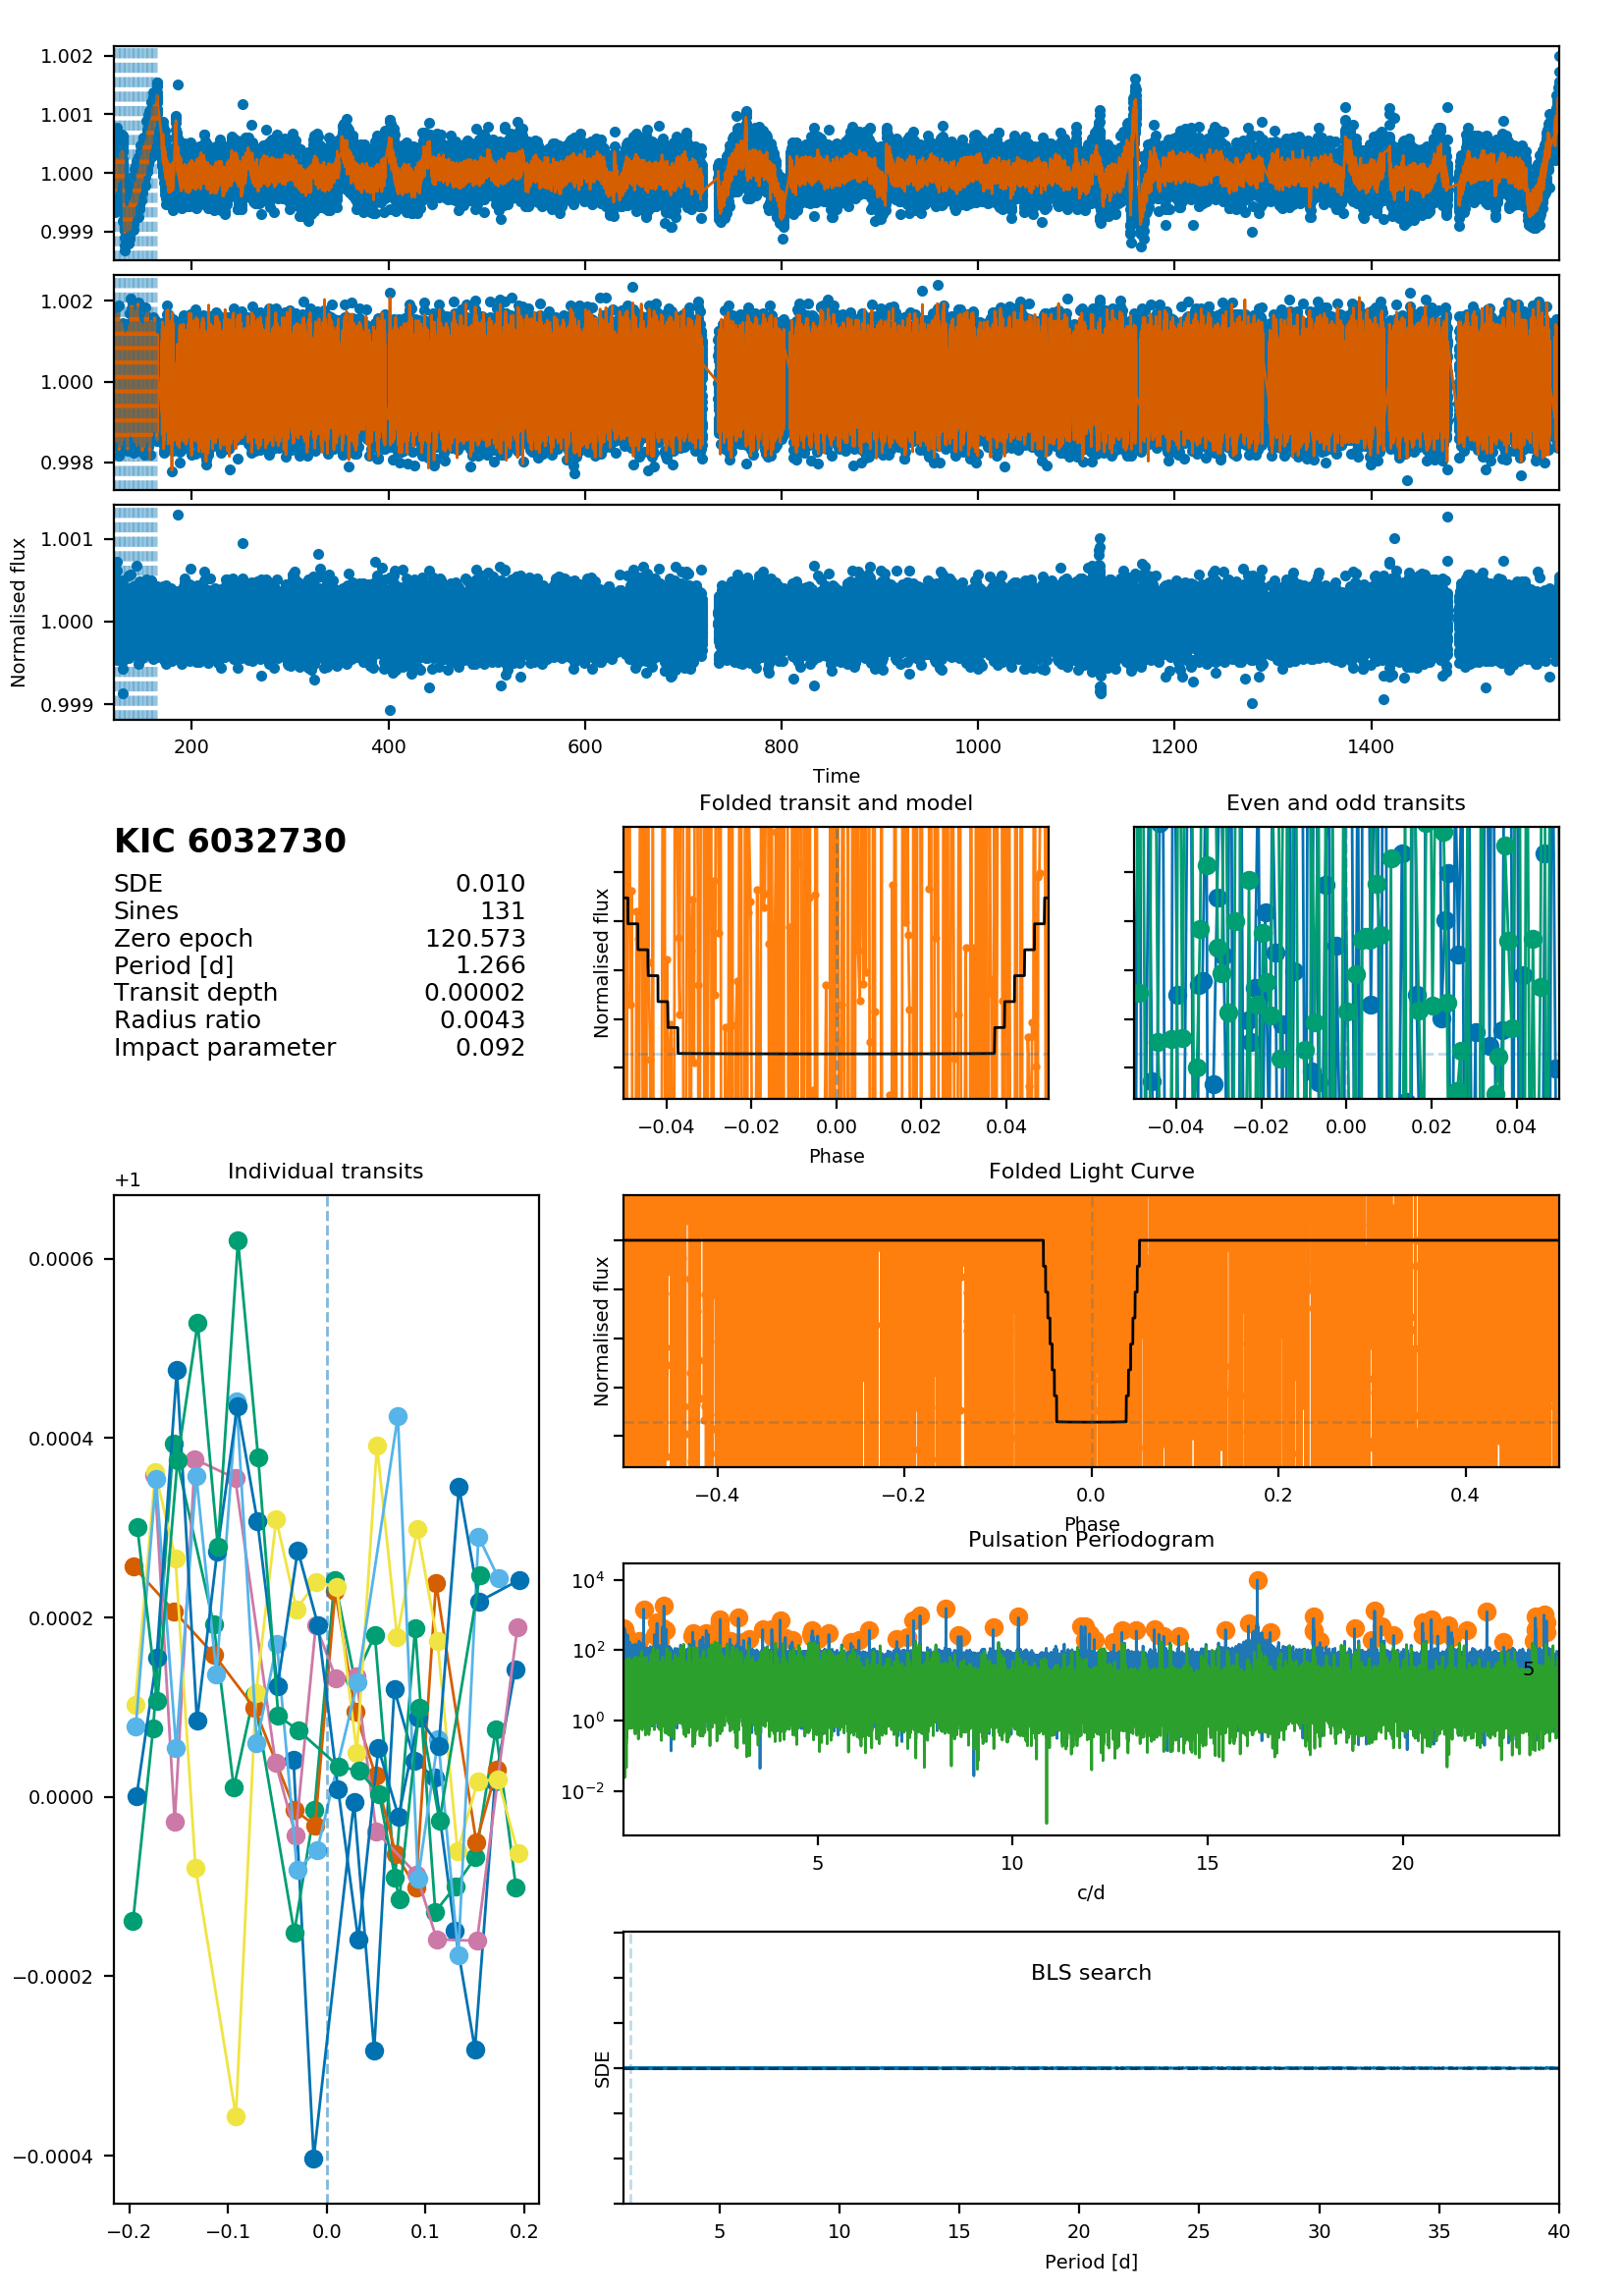 1.002
1.001
1.000
0.999
1.002
1.000
0.998
1.001
1.000
0.999
Normalised flux
200 400 600 800 1000 1200 1400
Time
KIC 6032730
SDE 0.010
Sines 131
Zero epoch 120.573
Period [d] 1.266
Transit depth 0.00002
Radius ratio 0.0043
Impact parameter 0.092
Folded transit and model
Normalised flux
−0.04 −0.02 0.00 0.02 0.04
Phase
Even and odd transits
−0.04 −0.02 0.00 0.02 0.04
Individual transits
+1
0.0006
0.0004
0.0002
0.0000
−0.0002
−0.0004
−0.2 −0.1 0.0 0.1 0.2
Folded Light Curve
Normalised flux
−0.4 −0.2 0.0 0.2 0.4
Phase
Pulsation Periodogram
10⁴
10²
10⁰
10⁻²
5
5 10 15 20
c/d
BLS search
SDE
5 10 15 20 25 30 35 40
Period [d]